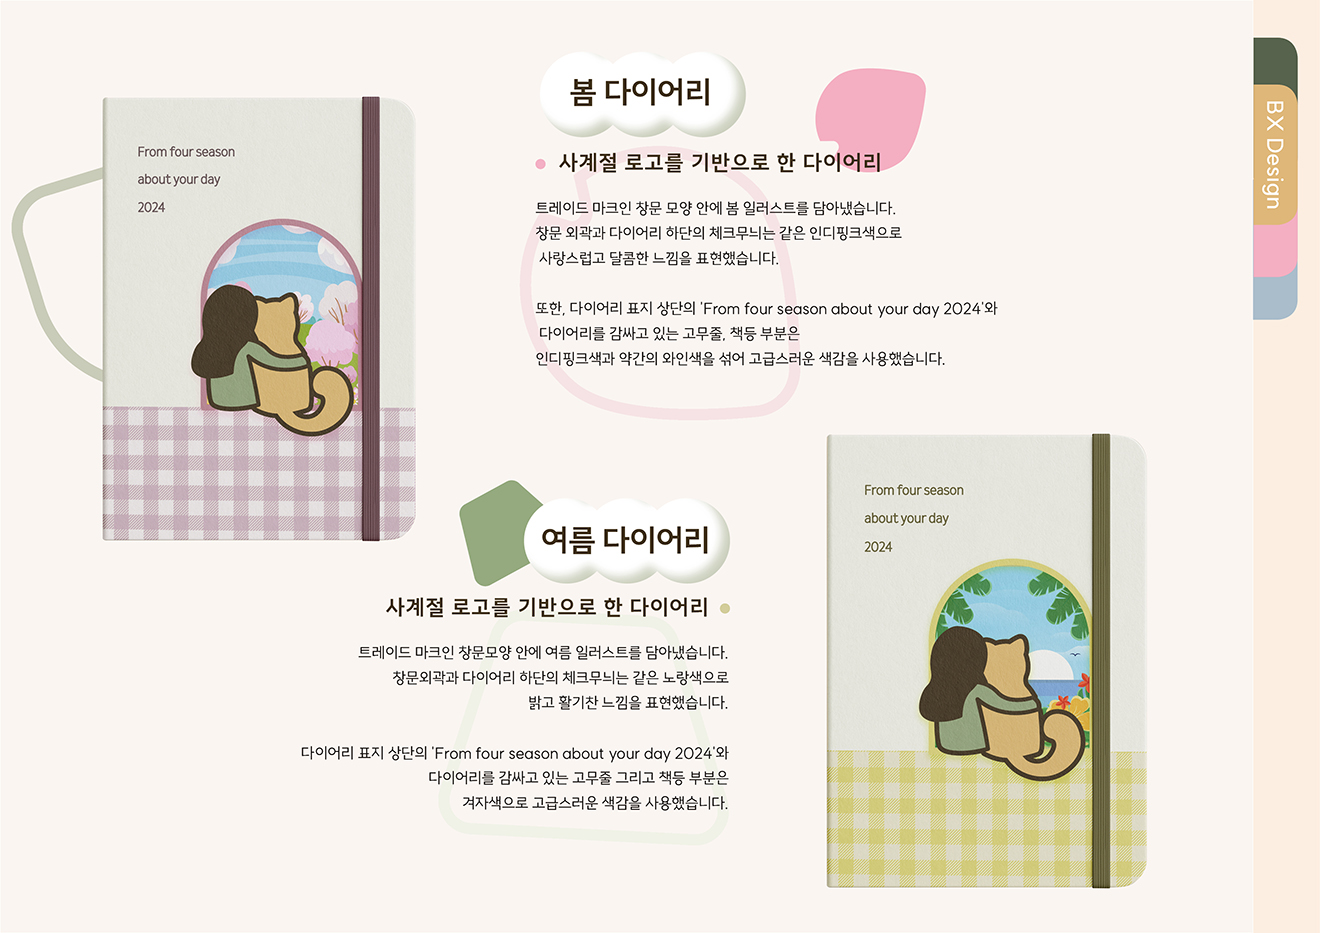 From four season
about your day
2024
봄 다이어리
사계절 로고를 기반으로 한 다이어리
트레이드 마크인 창문 모양 안에 봄 일러스트를 담아냈습니다.
창문 외곽과 다이어리 하단의 체크무늬는 같은 인디핑크색으로
사랑스럽고 달콤한 느낌을 표현했습니다.
또한, 다이어리 표지 상단의 'From four season about your day 2024'와
다이어리를 감싸고 있는 고무줄, 책등 부분은
인디핑크색과 약간의 와인색을 섞어 고급스러운 색감을 사용했습니다.
BX Design
여름 다이어리
사계절 로고를 기반으로 한 다이어리
트레이드 마크인 창문모양 안에 여름 일러스트를 담아냈습니다.
창문외곽과 다이어리 하단의 체크무늬는 같은 노랑색으로
밝고 활기찬 느낌을 표현했습니다.
다이어리 표지 상단의 'From four season about your day 2024'와
다이어리를 감싸고 있는 고무줄 그리고 책등 부분은
겨자색으로 고급스러운 색감을 사용했습니다.
From four season
about your day
2024